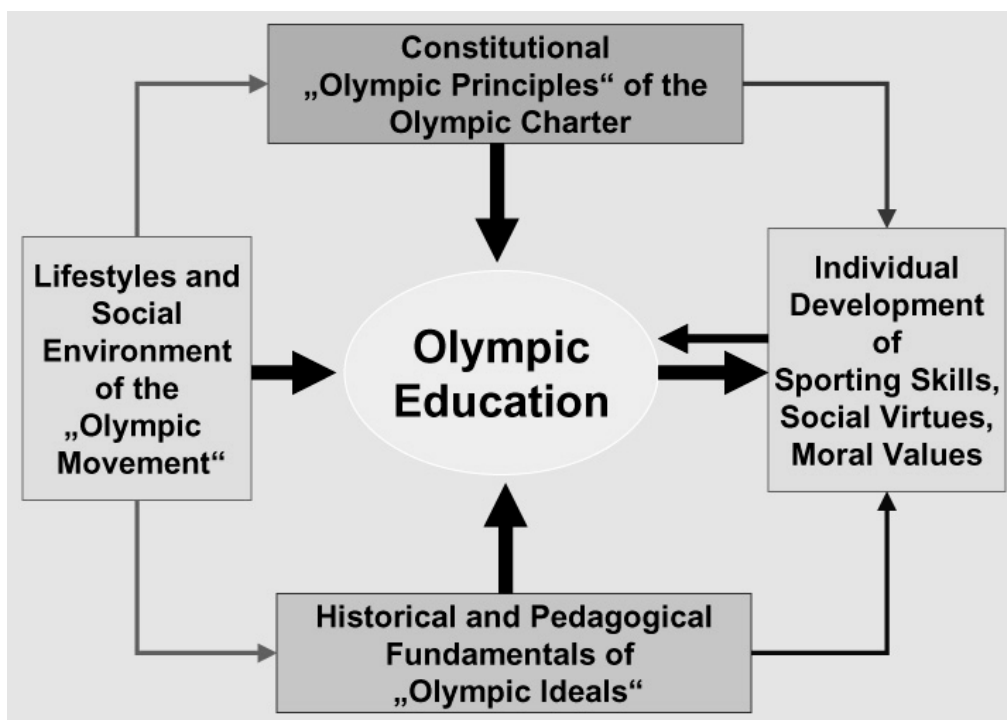 Constitutional
„Olympic Principles“ of the
Olympic Charter
Lifestyles and
Social
Environment
of the
„Olympic
Movement“
Olympic
Education
Individual
Development
of
Sporting Skills,
Social Virtues,
Moral Values
Historical and Pedagogical
Fundamentals of
„Olympic Ideals“